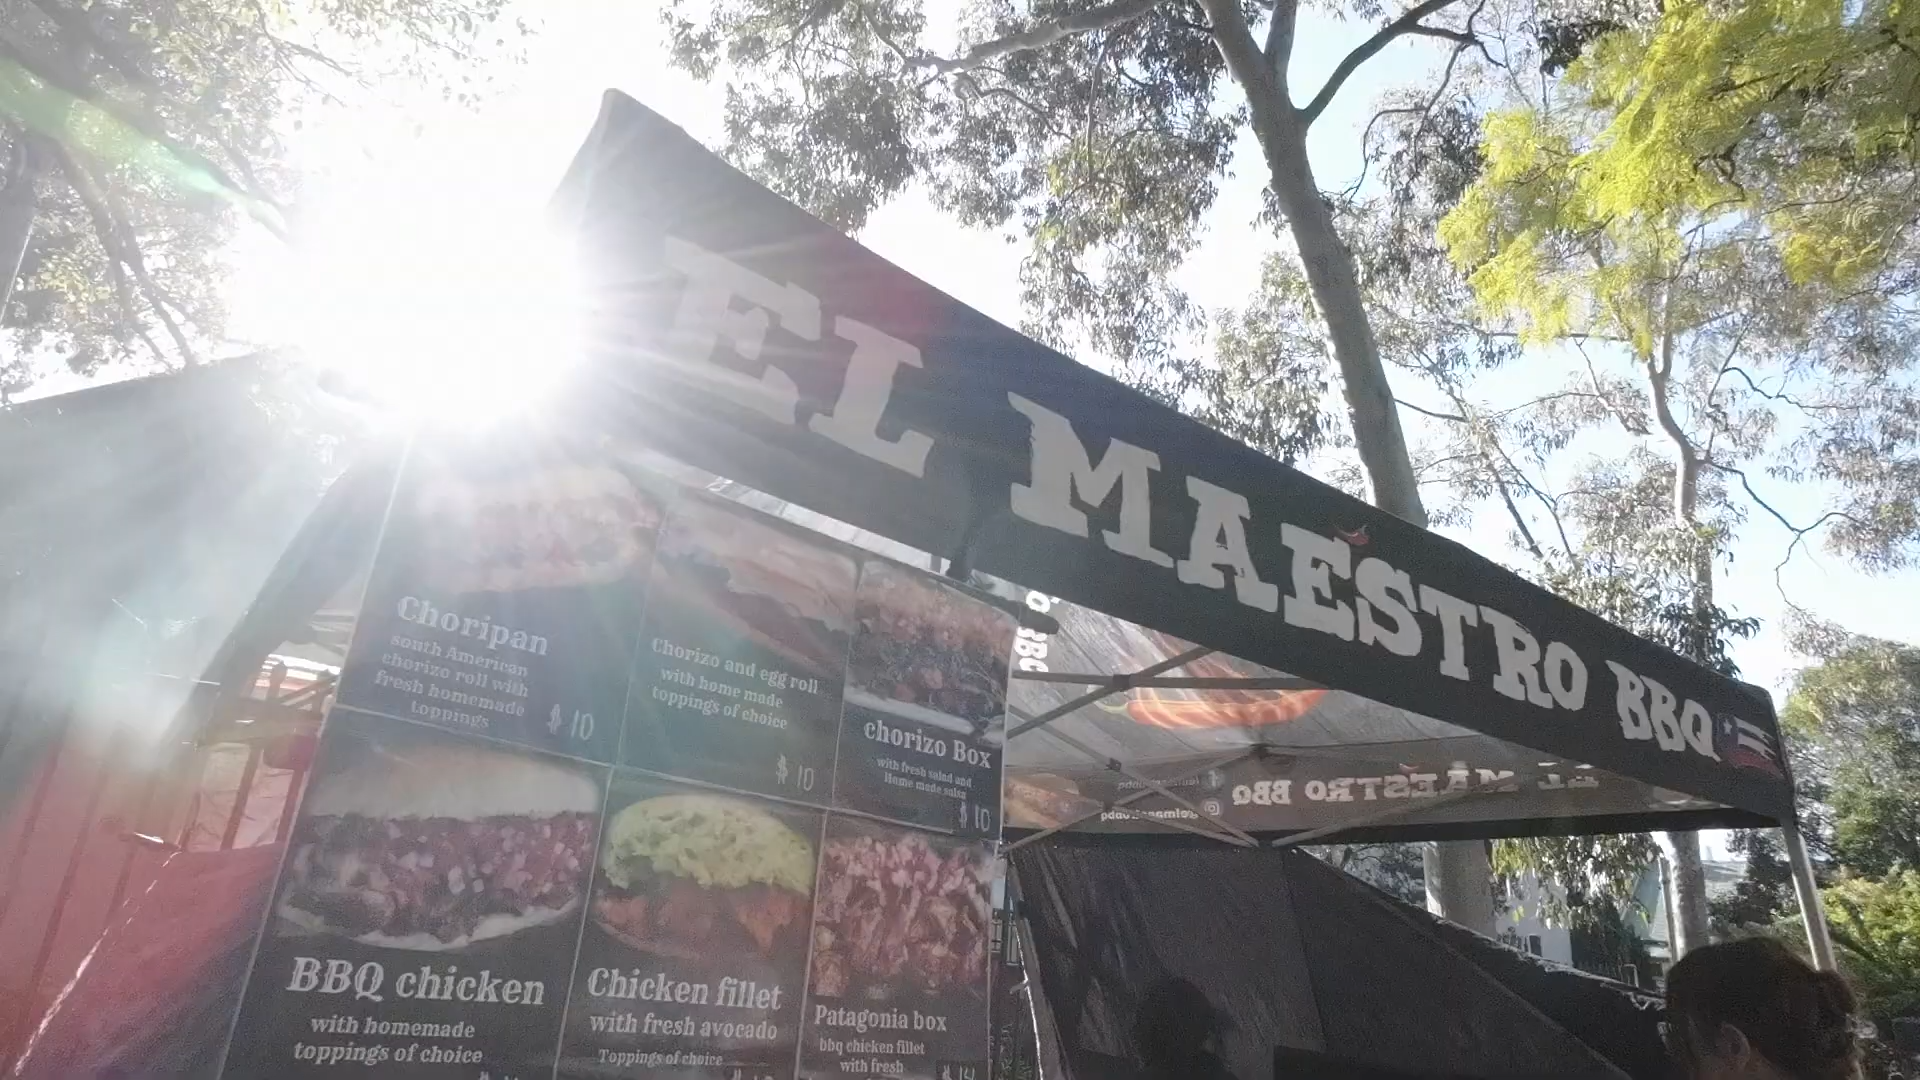 EL MAESTRO BBQ
Choripan
south American
chorizo roll with
fresh homemade
toppings
$10
Chorizo and egg roll
with home made
toppings of choice
$10
chorizo Box
with fresh salad and
Home made salsa
$10
BBQ chicken
with homemade
toppings of choice
Chicken fillet
with fresh avocado
Toppings of choice
Patagonia box
bbq chicken fillet
with fresh
$14
O BBQ
EL MAESTRO BBQ